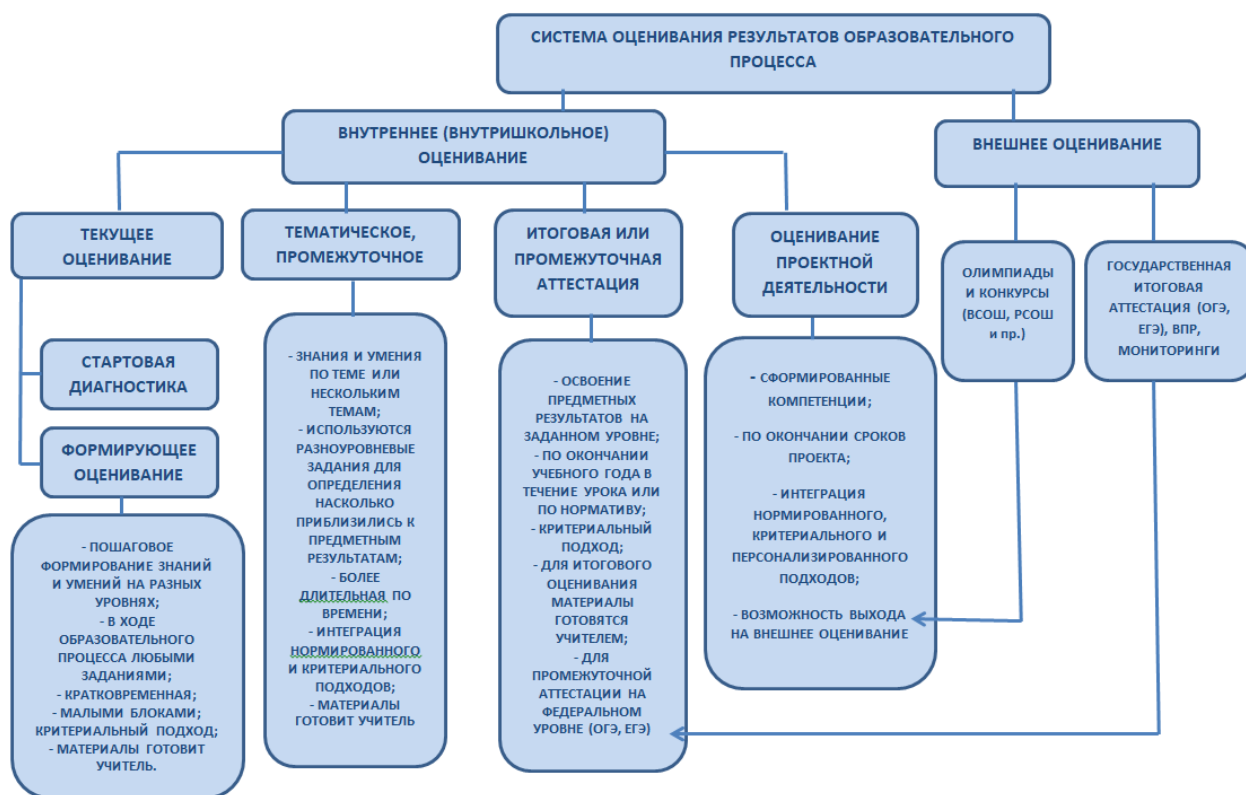 СИСТЕМА ОЦЕНИВАНИЯ РЕЗУЛЬТАТОВ ОБРАЗОВАТЕЛЬНОГО
ПРОЦЕССА
ВНУТРЕННЕЕ (ВНУТРИШКОЛЬНОЕ)
ОЦЕНИВАНИЕ
ВНЕШНЕЕ ОЦЕНИВАНИЕ
ТЕКУЩЕЕ
ОЦЕНИВАНИЕ
ТЕМАТИЧЕСКОЕ,
ПРОМЕЖУТОЧНОЕ
ИТОГОВАЯ ИЛИ
ПРОМЕЖУТОЧНАЯ
АТТЕСТАЦИЯ
ОЦЕНИВАНИЕ
ПРОЕКТНОЙ
ДЕЯТЕЛЬНОСТИ
ОЛИМПИАДЫ
И КОНКУРСЫ
(ВСОШ, РСОШ
и пр.)
ГОСУДАРСТВЕННАЯ
ИТОГОВАЯ
АТТЕСТАЦИЯ (ОГЭ,
ЕГЭ), ВПР,
МОНИТОРИНГИ
СТАРТОВАЯ
ДИАГНОСТИКА
ФОРМИРУЮЩЕЕ
ОЦЕНИВАНИЕ
- ПОШАГОВОЕ
ФОРМИРОВАНИЕ ЗНАНИЙ
И УМЕНИЙ НА РАЗНЫХ
УРОВНЯХ;
- В ХОДЕ
ОБРАЗОВАТЕЛЬНОГО
ПРОЦЕССА ЛЮБЫМИ
ЗАДАНИЯМИ;
- КРАТКОВРЕМЕННАЯ;
- МАЛЫМИ БЛОКАМИ;
КРИТЕРИАЛЬНЫЙ ПОДХОД;
- МАТЕРИАЛЫ ГОТОВИТ
УЧИТЕЛЬ.
- ЗНАНИЯ И УМЕНИЯ
ПО ТЕМЕ ИЛИ
НЕСКОЛЬКИМ
ТЕМАМ;
- ИСПОЛЬЗУЮТСЯ
РАЗНОУРОВНЕВЫЕ
ЗАДАНИЯ ДЛЯ
ОПРЕДЕЛЕНИЯ
НАСКОЛЬКО
ПРИБЛИЗИЛИСЬ К
ПРЕДМЕТНЫМ
РЕЗУЛЬТАТАМ;
- БОЛЕЕ
ДЛИТЕЛЬНАЯ ПО
ВРЕМЕНИ;
- ИНТЕГРАЦИЯ
НОРМИРОВАННОГО
И КРИТЕРИАЛЬНОГО
ПОДХОДОВ;
- МАТЕРИАЛЫ
ГОТОВИТ УЧИТЕЛЬ
- ОСВОЕНИЕ
ПРЕДМЕТНЫХ
РЕЗУЛЬТАТОВ НА
ЗАДАННОМ УРОВНЕ;
- ПО ОКОНЧАНИИ
УЧЕБНОГО ГОДА В
ТЕЧЕНИЕ УРОКА ИЛИ
ПО НОРМАТИВУ;
- КРИТЕРИАЛЬНЫЙ
ПОДХОД;
- ДЛЯ ИТОГОВОГО
ОЦЕНИВАНИЯ
МАТЕРИАЛЫ
ГОТОВЯТСЯ
УЧИТЕЛЕМ;
- ДЛЯ
ПРОМЕЖУТОЧНОЙ
АТТЕСТАЦИИ НА
ФЕДЕРАЛЬНОМ
УРОВНЕ (ОГЭ, ЕГЭ)
- СФОРМИРОВАННЫЕ
КОМПЕТЕНЦИИ;
- ПО ОКОНЧАНИИ СРОКОВ
ПРОЕКТА;
- ИНТЕГРАЦИЯ
НОРМИРОВАННОГО,
КРИТЕРИАЛЬНОГО И
ПЕРСОНАЛИЗИРОВАННОГО
ПОДХОДОВ;
- ВОЗМОЖНОСТЬ ВЫХОДА
НА ВНЕШНЕЕ ОЦЕНИВАНИЕ